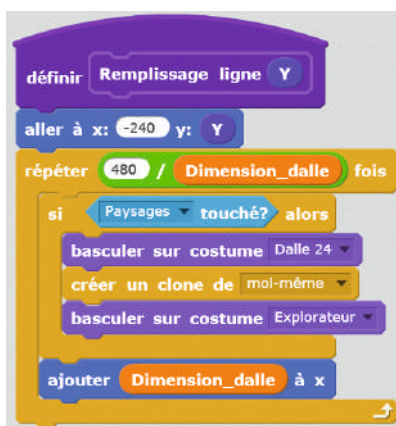 définir Remplissage ligne Y
aller à x: -240 y: Y
répéter 480 / Dimension_dalle fois
si Paysages touché? alors
basculer sur costume Dalle 24
créer un clone de moi-même
basculer sur costume Explorateur
ajouter Dimension_dalle à x